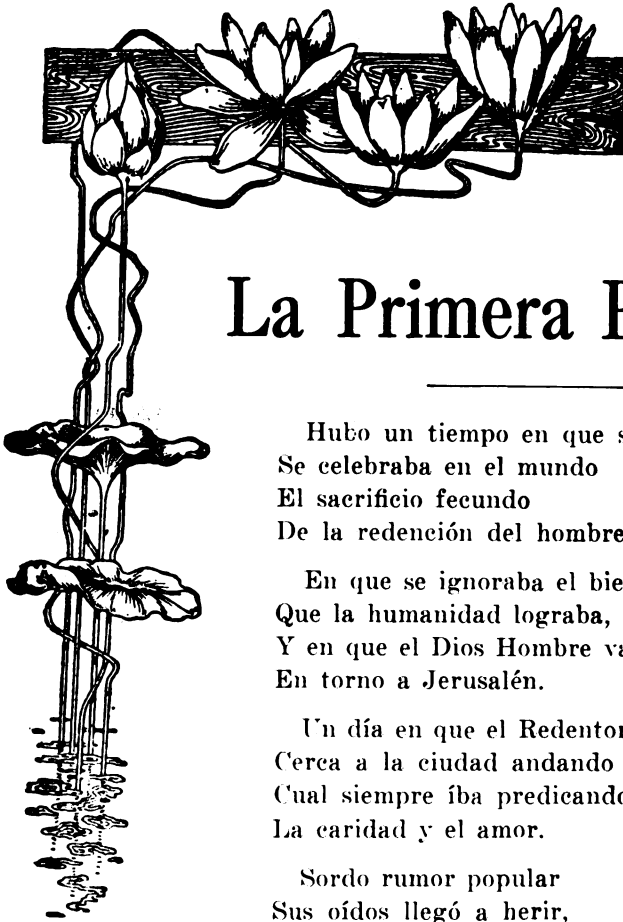 La Primera
Hubo un tiempo en que
Se celebraba en el mundo
El sacrificio fecundo
De la redención del hombre
En que se ignoraba el
Que la humanidad lograba,
Y en que el Dios Hombre
En torno a Jerusalén.
Un día en que el Redentor
Cerca a la ciudad andando
Cual siempre íba predicando
La caridad y el amor.
Sordo rumor popular
Sus oídos llegó a herir,